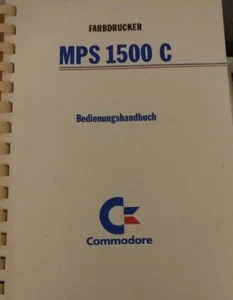 FARBDRUCKER
MPS 1500 C
Bedienungshandbuch
Commodore